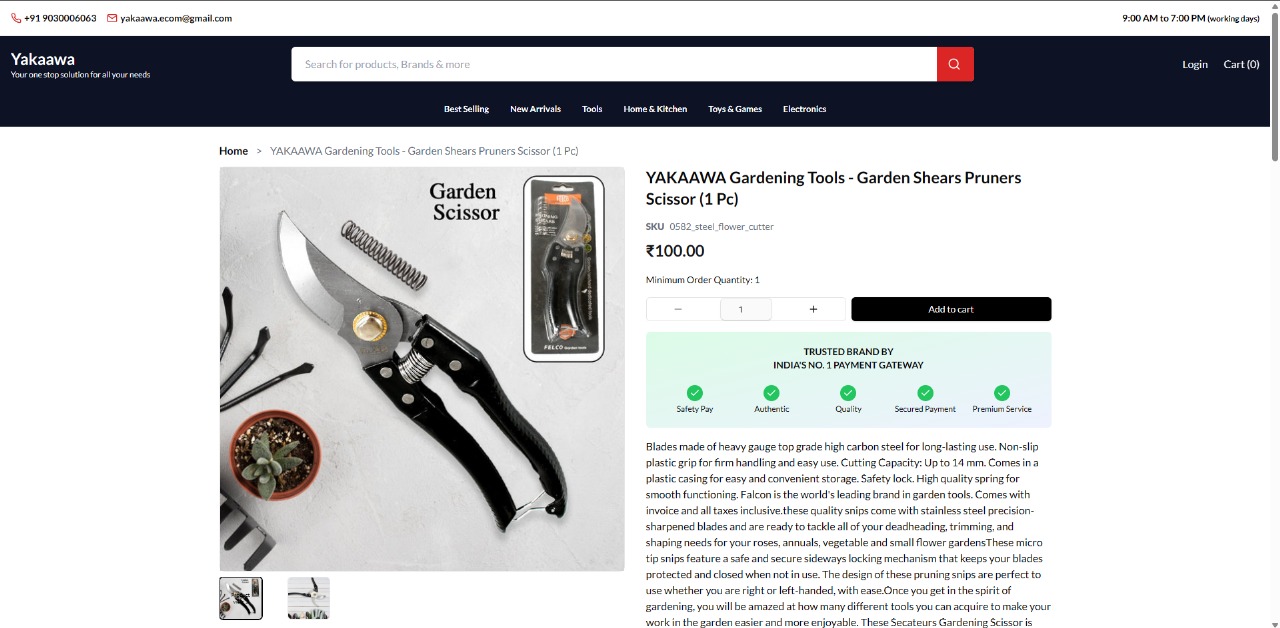 +91 9030006063 yakaawa.ecom@gmail.com
9:00 AM to 7:00 PM (working days)
Yakaawa
Your one stop solution for all your needs
Search for products, Brands & more
Login Cart (0)
Best Selling New Arrivals Tools Home & Kitchen Toys & Games Electronics
Home > YAKAAWA Gardening Tools - Garden Shears Pruners Scissor (1 Pc)
Garden
Scissor
FELCO
YAKAAWA Gardening Tools - Garden Shears Pruners
Scissor (1 Pc)
SKU 0582_steel_flower_cutter
₹100.00
Minimum Order Quantity: 1
− 1 + Add to cart
TRUSTED BRAND BY
INDIA'S NO. 1 PAYMENT GATEWAY
Safety Pay Authentic Quality Secured Payment Premium Service
Blades made of heavy gauge top grade high carbon steel for long-lasting use. Non-slip
plastic grip for firm handling and easy use. Cutting Capacity: Up to 14 mm. Comes in a
plastic casing for easy and convenient storage. Safety lock. High quality spring for
smooth functioning. Falcon is the world's leading brand in garden tools. Comes with
invoice and all taxes inclusive.these quality snips come with stainless steel precision-
sharpened blades and are ready to tackle all of your deadheading, trimming, and
shaping needs for your roses, annuals, vegetable and small flower gardensThese micro
tip snips feature a safe and secure sideways locking mechanism that keeps your blades
protected and closed when not in use. The design of these pruning snips are perfect to
use whether you are right or left-handed, with ease.Once you get in the spirit of
gardening, you will be amazed at how many different tools you can acquire to make your
work in the garden easier and more enjoyable. These Secateurs Gardening Scissor is